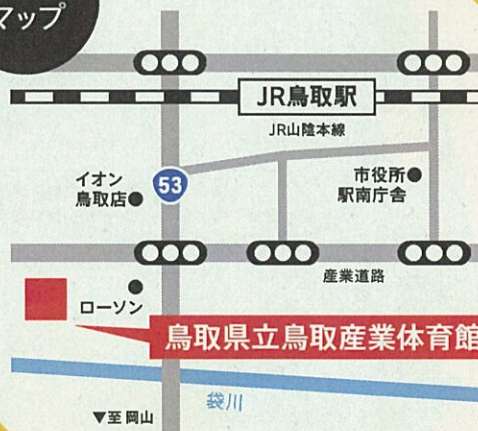 マップ
JR鳥取駅
JR山陰本線
イオン
鳥取店
53
市役所
駅南庁舎
産業道路
ローソン
鳥取県立鳥取産業体育館
袋川
▼至 岡山